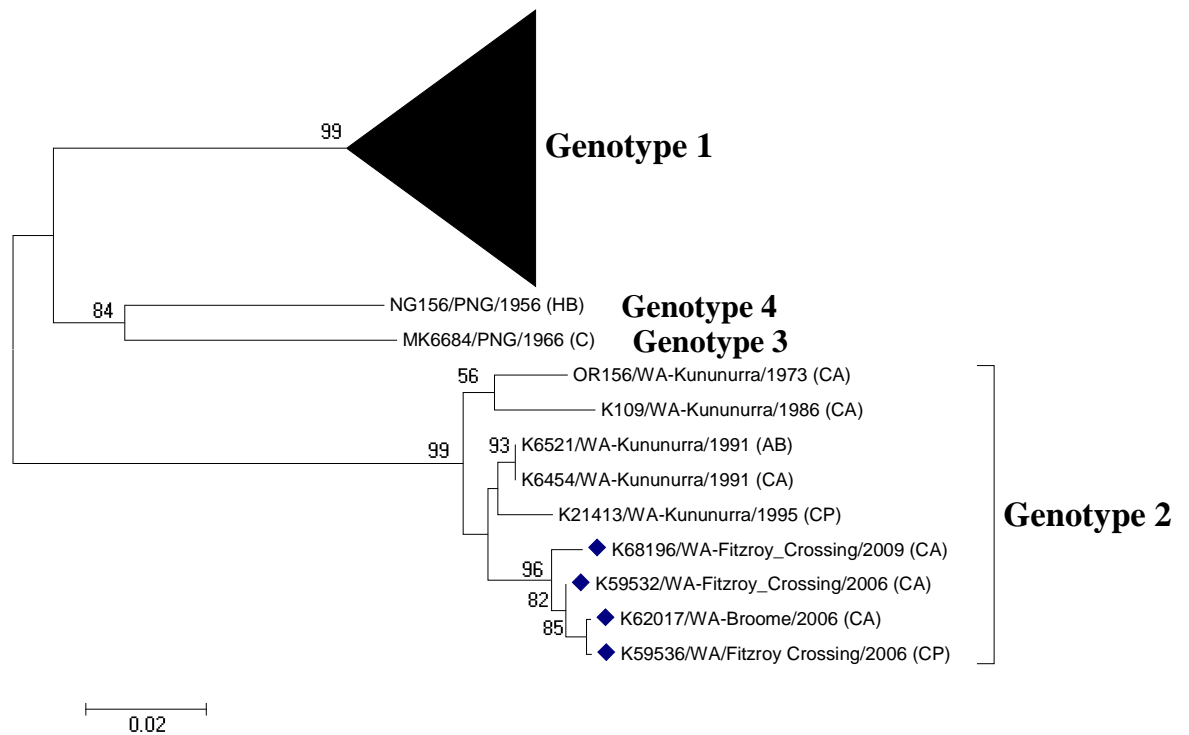 99
Genotype 1
84
NG156/PNG/1956 (HB)
Genotype 4
MK6684/PNG/1966 (C)
Genotype 3
56
OR156/WA-Kununurra/1973 (CA)
K109/WA-Kununurra/1986 (CA)
93
K6521/WA-Kununurra/1991 (AB)
99
K6454/WA-Kununurra/1991 (CA)
K21413/WA-Kununurra/1995 (CP)
Genotype 2
K68196/WA-Fitzroy_Crossing/2009 (CA)
96
K59532/WA-Fitzroy_Crossing/2006 (CA)
82
K62017/WA-Broome/2006 (CA)
85
K59536/WA/Fitzroy Crossing/2006 (CP)
0.02